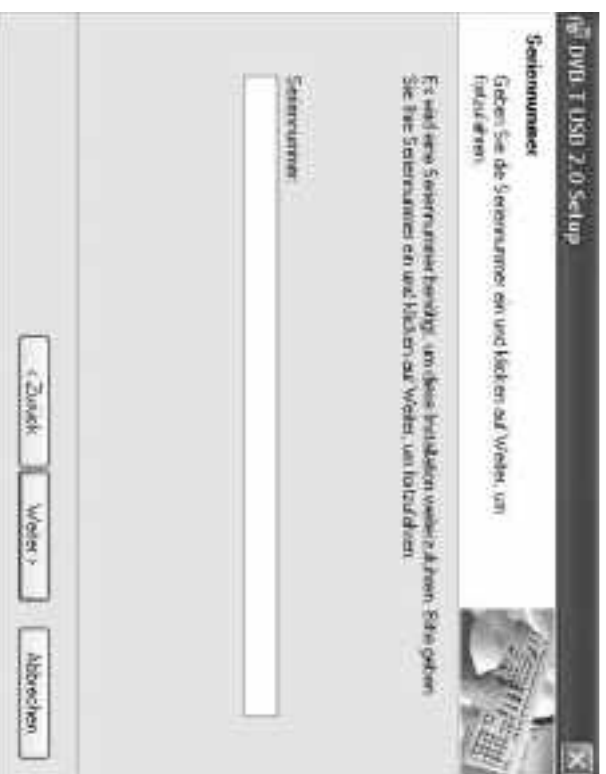 DVB-T USB 2.0 Setup
Seriennummer
Geben Sie die Seriennummer ein und klicken auf Weiter, um
fortzufahren.
Es wird eine Seriennummer benötigt, um diese Installation weiterzuführen. Bitte geben
Sie Ihre Seriennummer ein und klicken auf Weiter, um fortzufahren.
Seriennummer:
< Zurück
Weiter >
Abbrechen